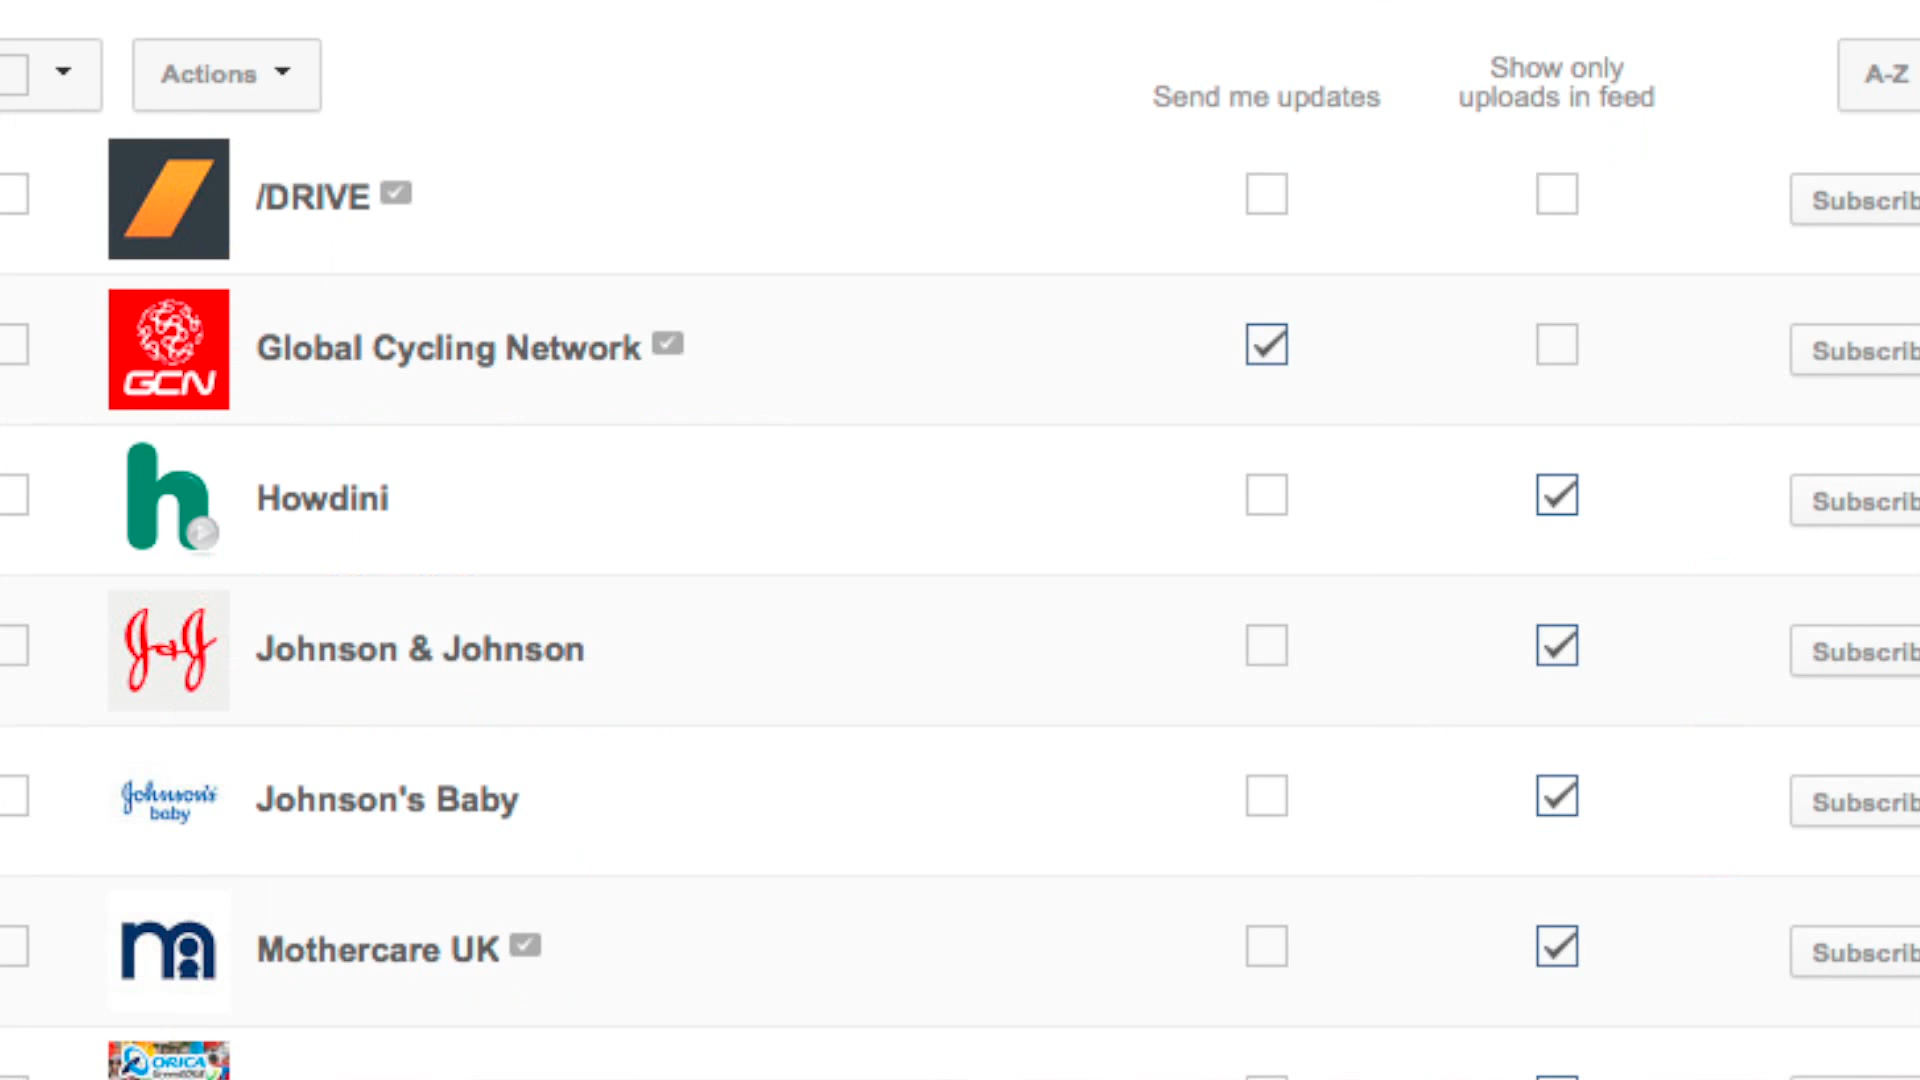 Actions
Send me updates
Show only
uploads in feed
A-Z
/DRIVE
Subscrib
GCN
Global Cycling Network
Subscrib
h
Howdini
Subscrib
J&J
Johnson & Johnson
Subscrib
Johnson's
baby
Johnson's Baby
Subscrib
m
Mothercare UK
Subscrib
ORICA